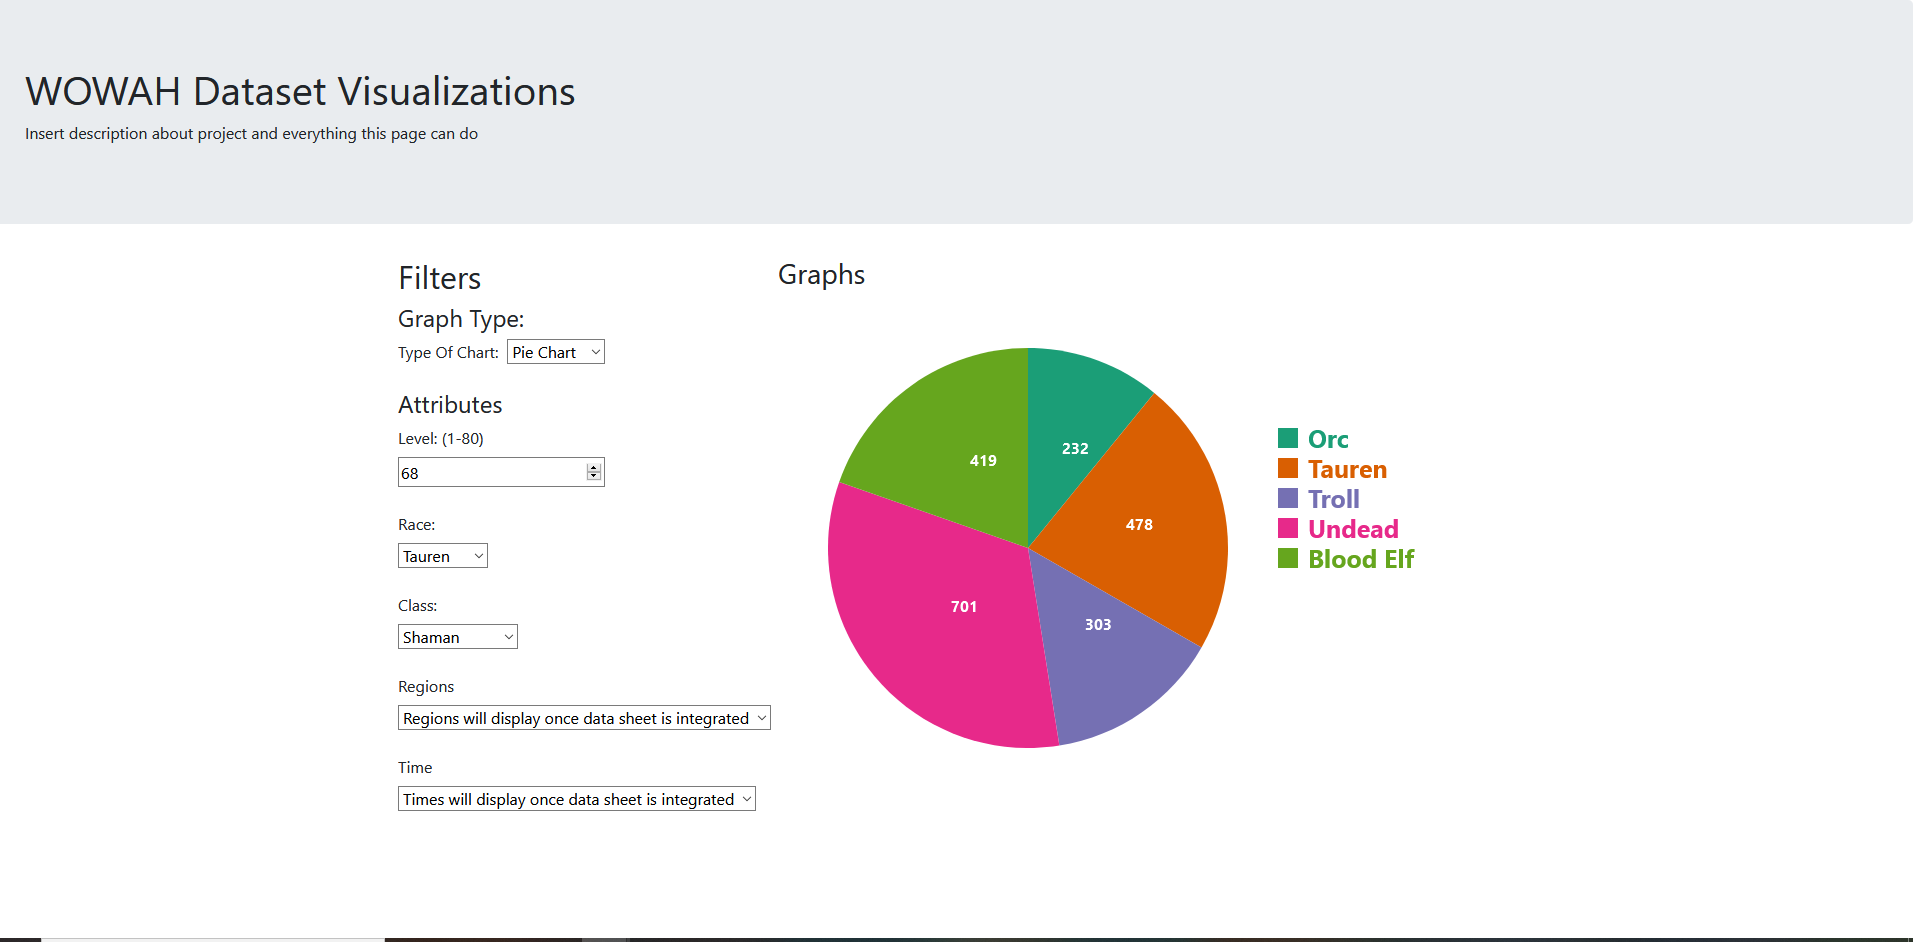 WOWAH Dataset Visualizations
Insert description about project and everything this page can do
Filters
Graph Type:
Type Of Chart: Pie Chart
Attributes
Level: (1-80)
68
Race:
Tauren
Class:
Shaman
Regions
Regions will display once data sheet is integrated
Time
Times will display once data sheet is integrated
Graphs
419
232
478
701
303
Orc
Tauren
Troll
Undead
Blood Elf